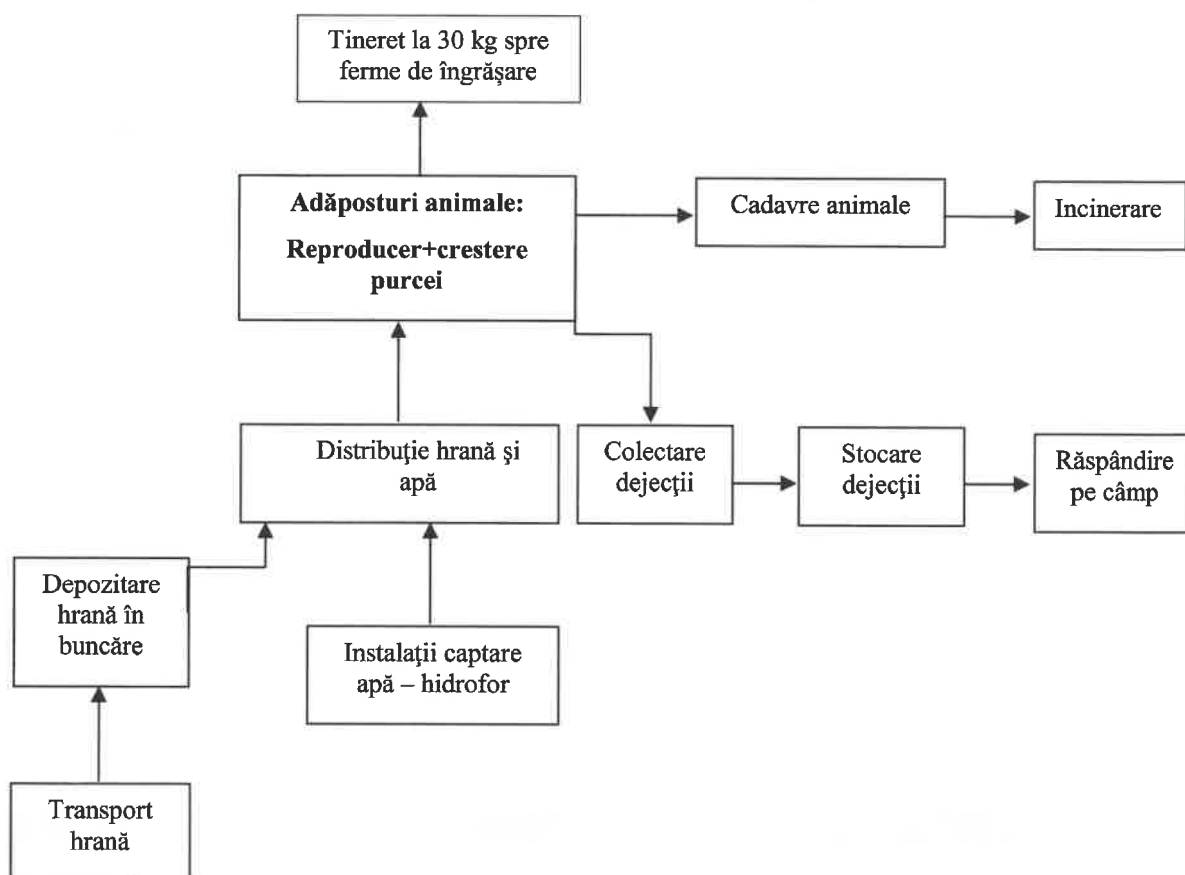 Tineret la 30 kg spre
ferme de îngrășare
Adăposturi animale:
Reproducer+crestere
purcei
Cadavre animale
Incinerare
Distribuţie hrană şi
apă
Colectare
dejecţii
Stocare
dejecţii
Răspândire
pe câmp
Depozitare
hrană în
buncăre
Instalaţii captare
apă – hidrofor
Transport
hrană